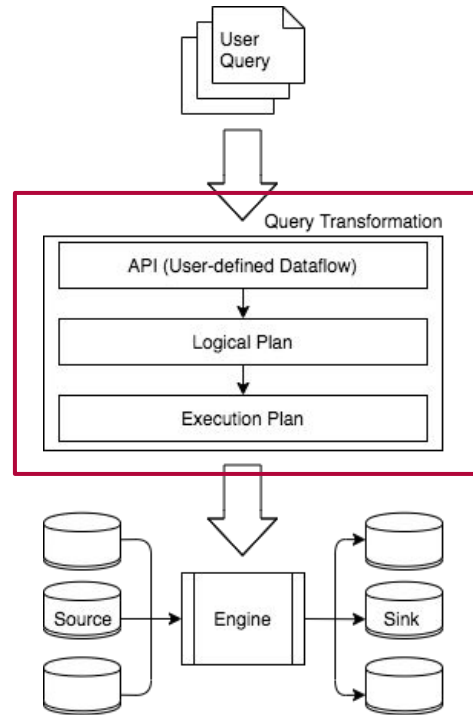 User
Query
Query Transformation
API (User-defined Dataflow)
Logical Plan
Execution Plan
Source
Engine
Sink